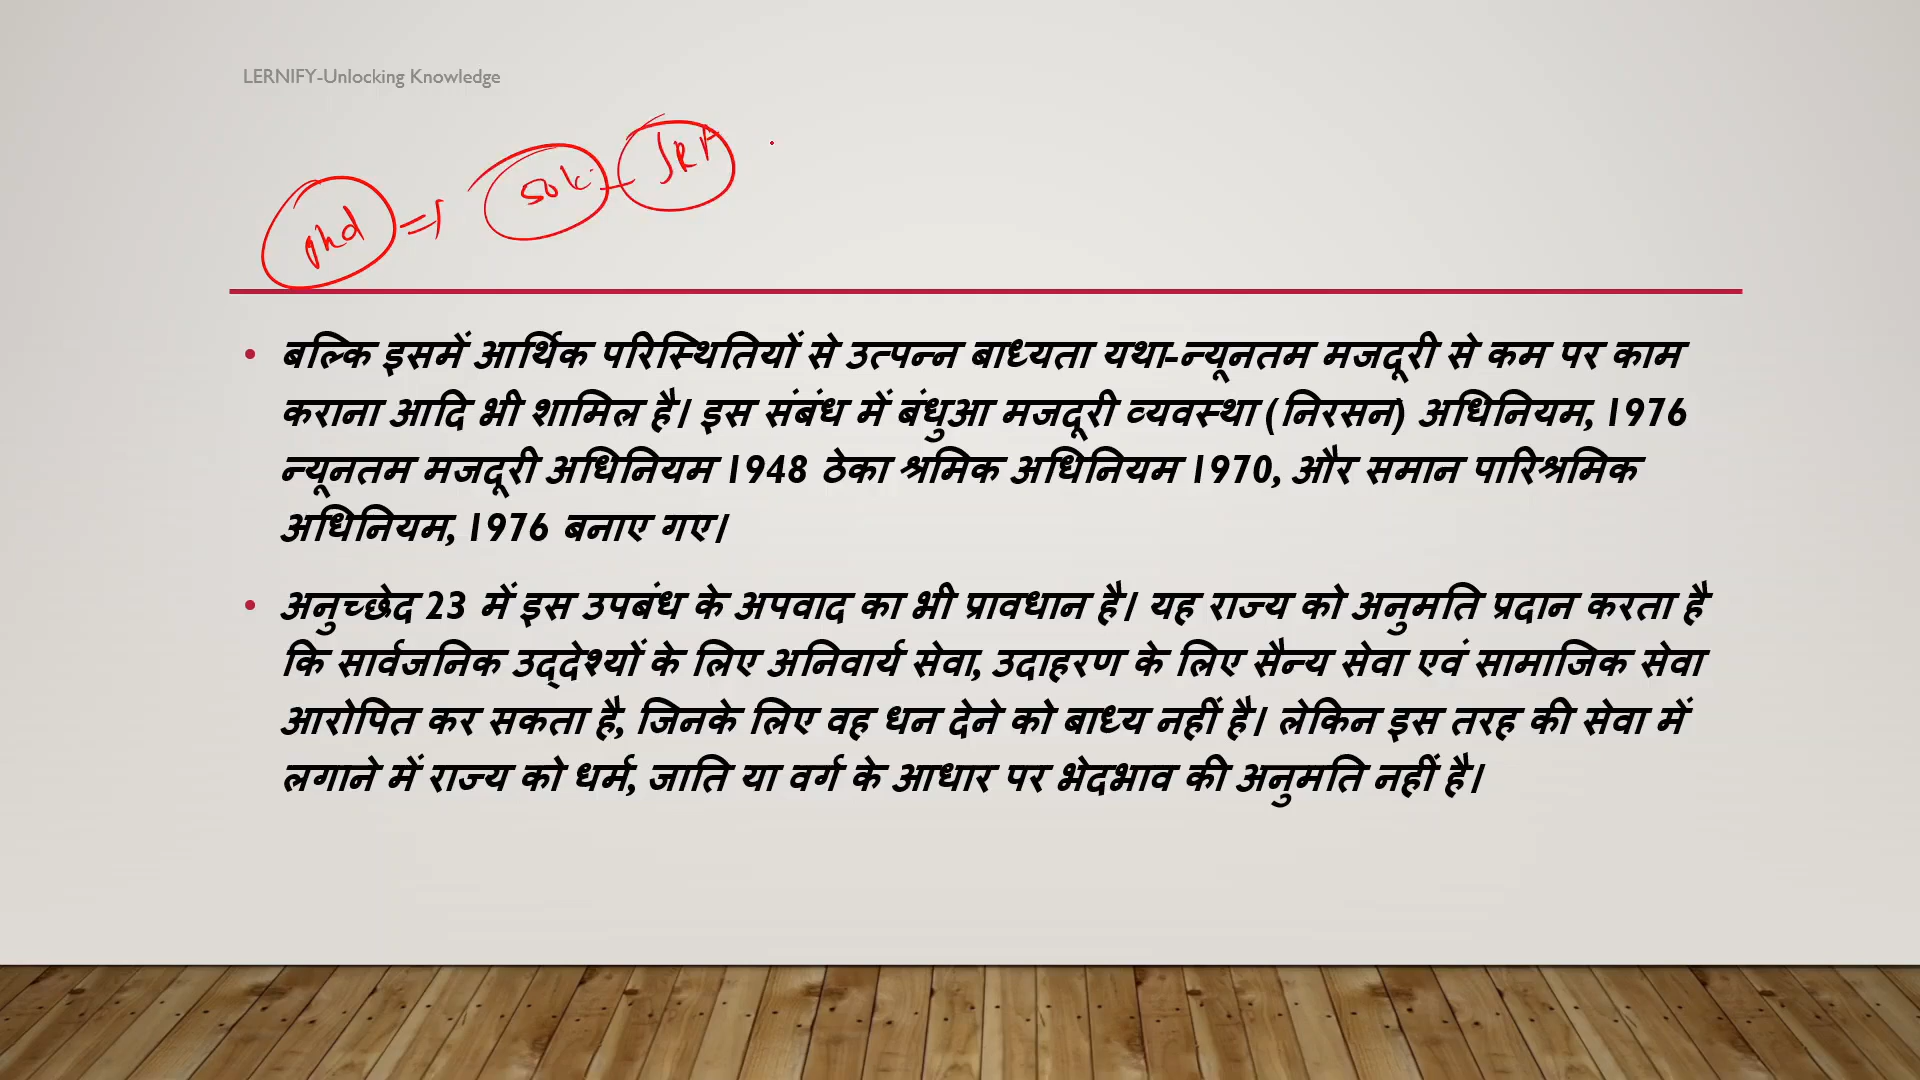 LERNIFY-Unlocking Knowledge
phd => 50k - JRF
• बल्कि इसमें आर्थिक परिस्थितियों से उत्पन्न बाध्यता यथा-न्यूनतम मजदूरी से कम पर काम
कराना आदि भी शामिल है। इस संबंध में बंधुआ मजदूरी व्यवस्था (निरसन) अधिनियम, 1976
न्यूनतम मजदूरी अधिनियम 1948 ठेका श्रमिक अधिनियम 1970, और समान पारिश्रमिक
अधिनियम, 1976 बनाए गए।
• अनुच्छेद 23 में इस उपबंध के अपवाद का भी प्रावधान है। यह राज्य को अनुमति प्रदान करता है
कि सार्वजनिक उद्देश्यों के लिए अनिवार्य सेवा, उदाहरण के लिए सैन्य सेवा एवं सामाजिक सेवा
आरोपित कर सकता है, जिनके लिए वह धन देने को बाध्य नहीं है। लेकिन इस तरह की सेवा में
लगाने में राज्य को धर्म, जाति या वर्ग के आधार पर भेदभाव की अनुमति नहीं है।